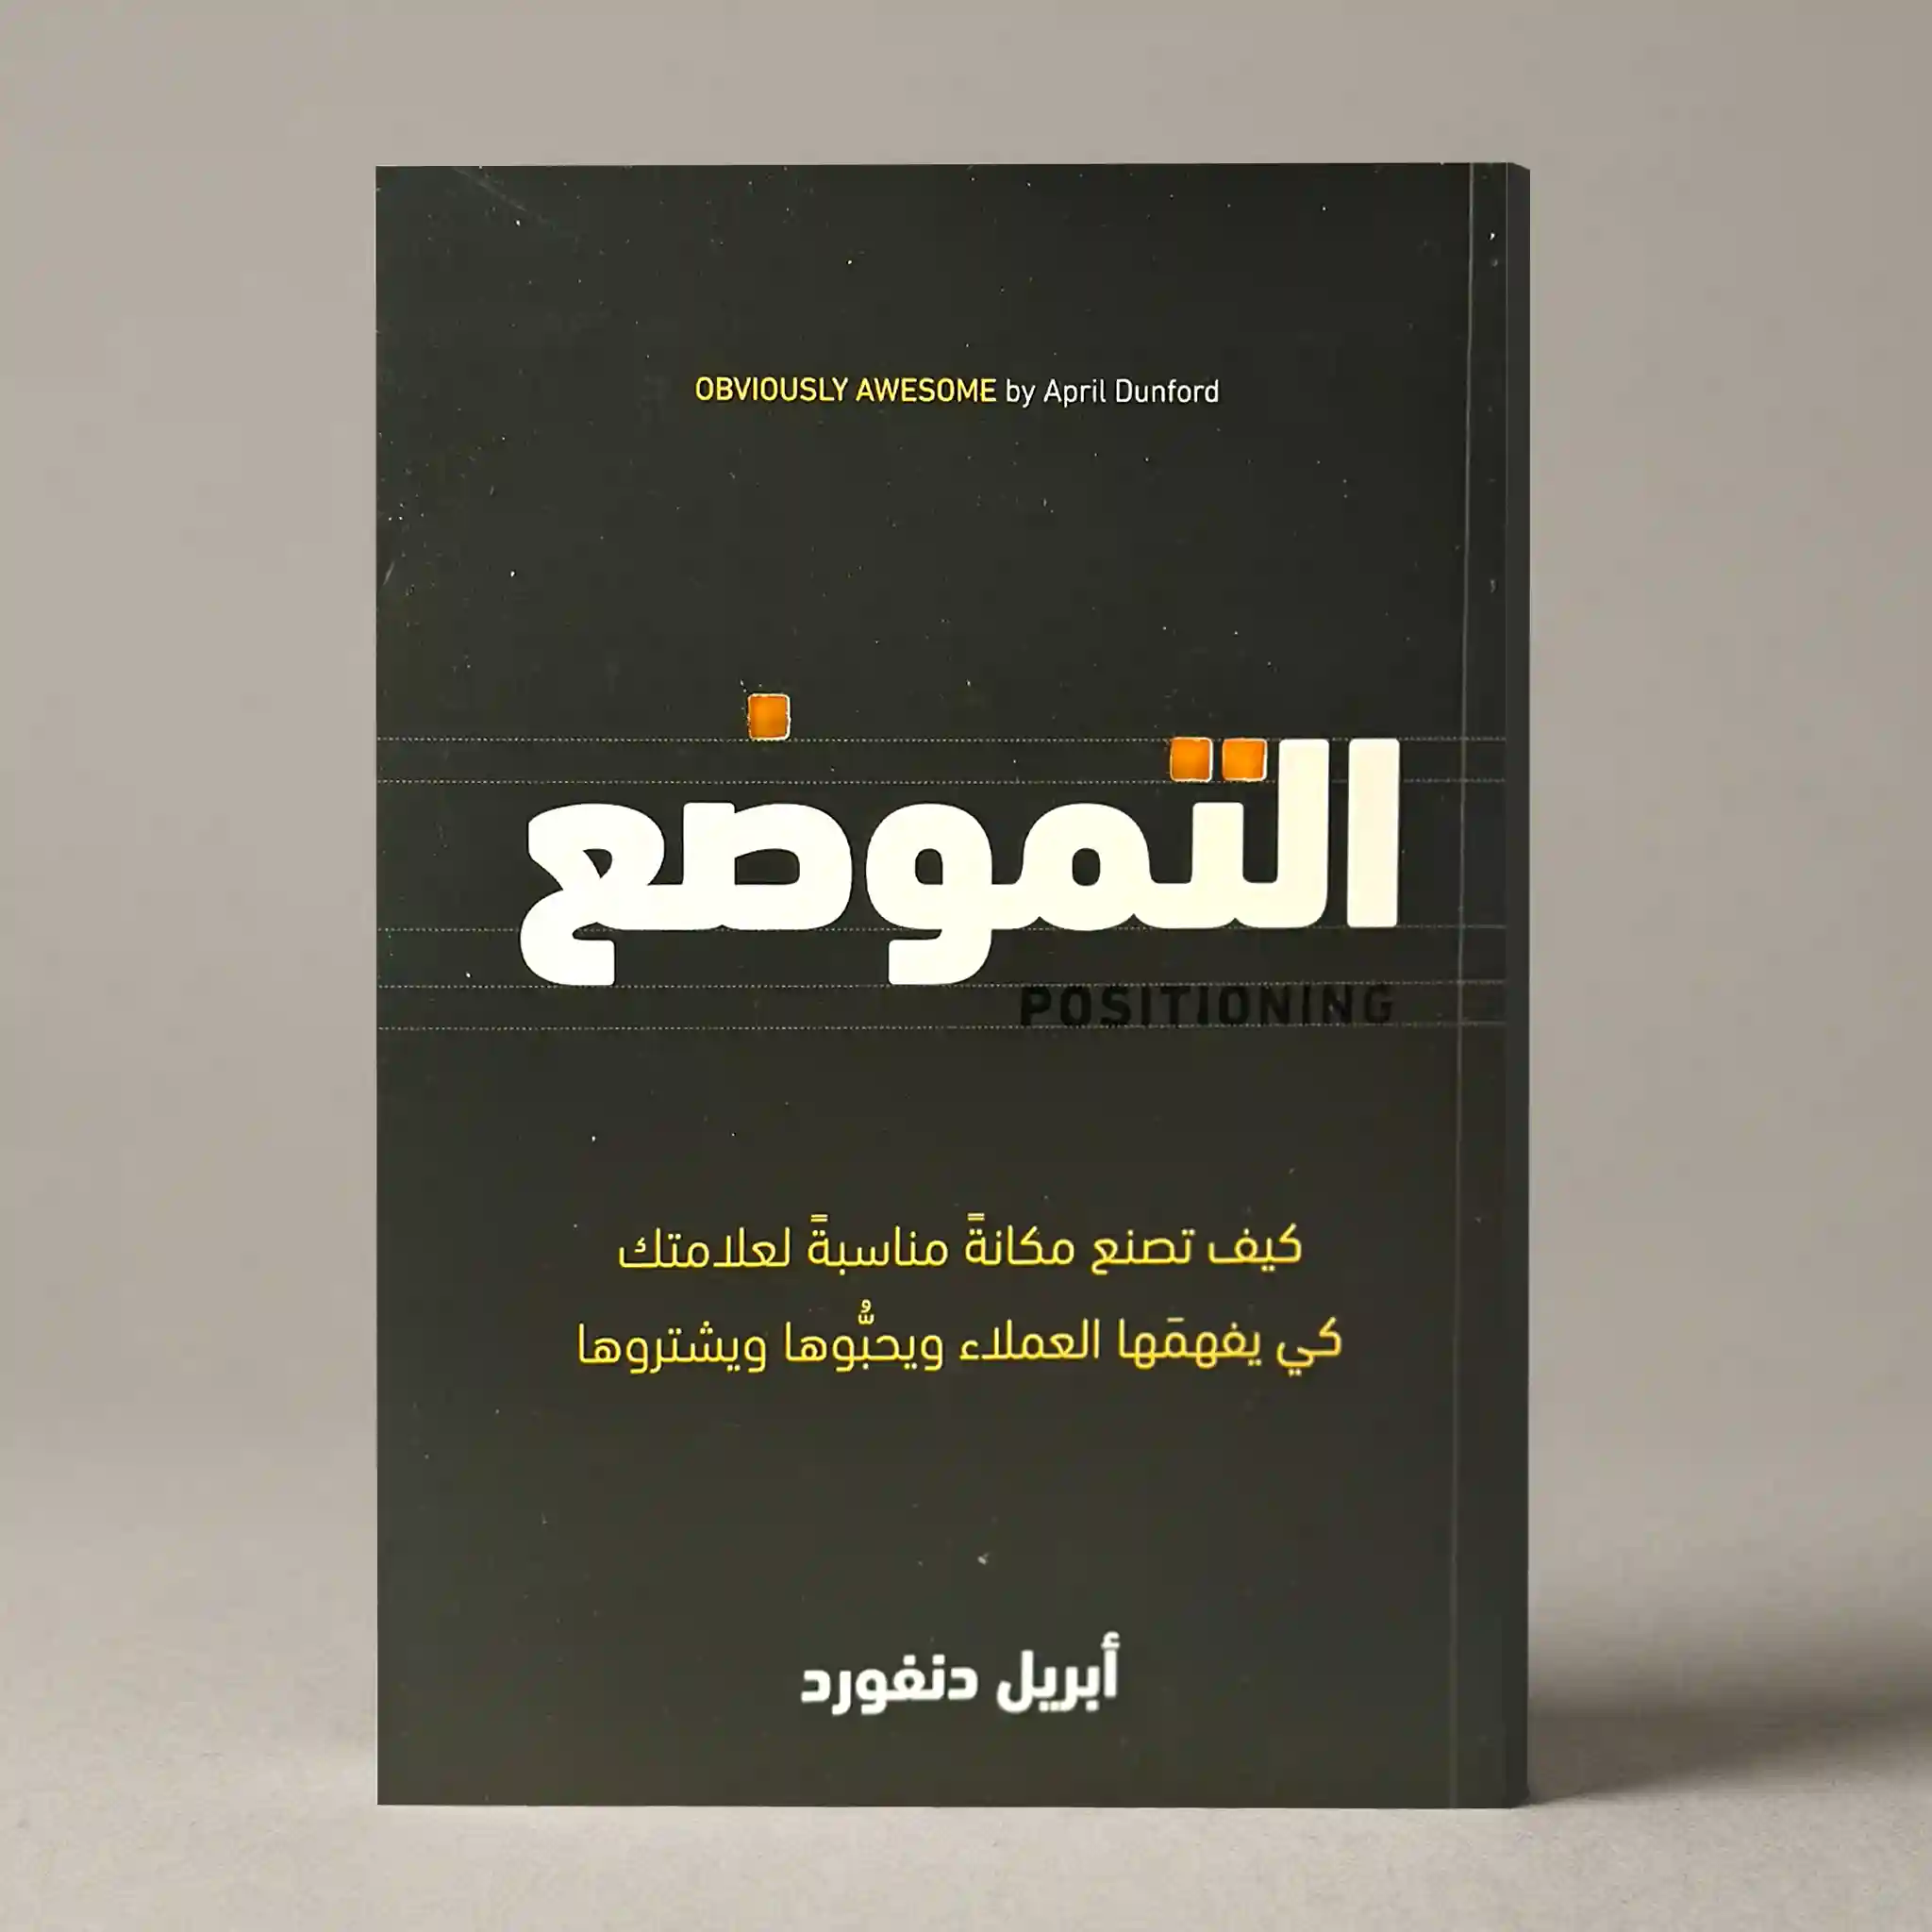 OBVIOUSLY AWESOME by April Dunford
التموضع
POSITIONING
كيف تصنع مكانةً مناسبةً لعلامتك
كي يفهمَها العملاء ويحبُّوها ويشتروها
أبريل دنفورد